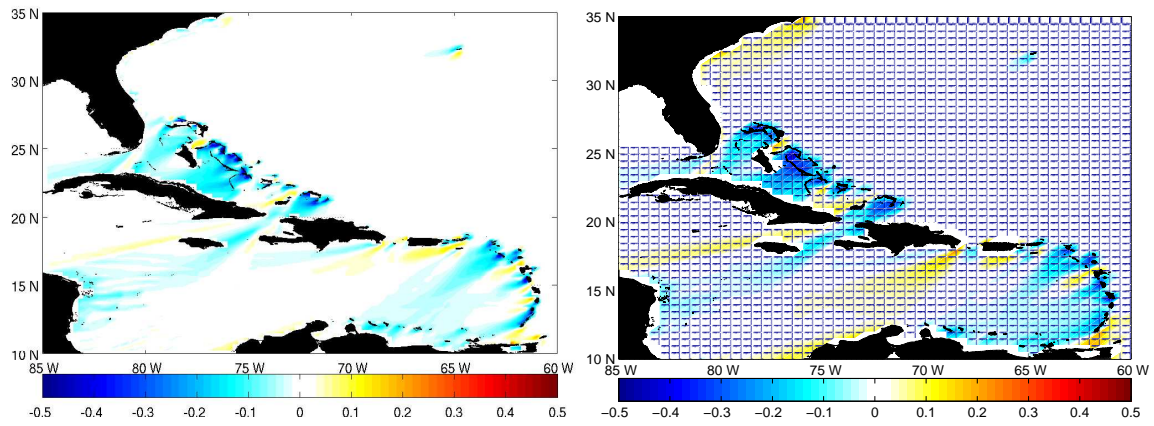 35 N 35 N
30 N 30 N
25 N 25 N
20 N 20 N
15 N 15 N
10 N 10 N
85 W 80 W 75 W 70 W 65 W 60 W 85 W 80 W 75 W 70 W 65 W 60 W
-0.5 -0.4 -0.3 -0.2 -0.1 0 0.1 0.2 0.3 0.4 0.5 −0.5 −0.4 −0.3 −0.2 −0.1 0 0.1 0.2 0.3 0.4 0.5